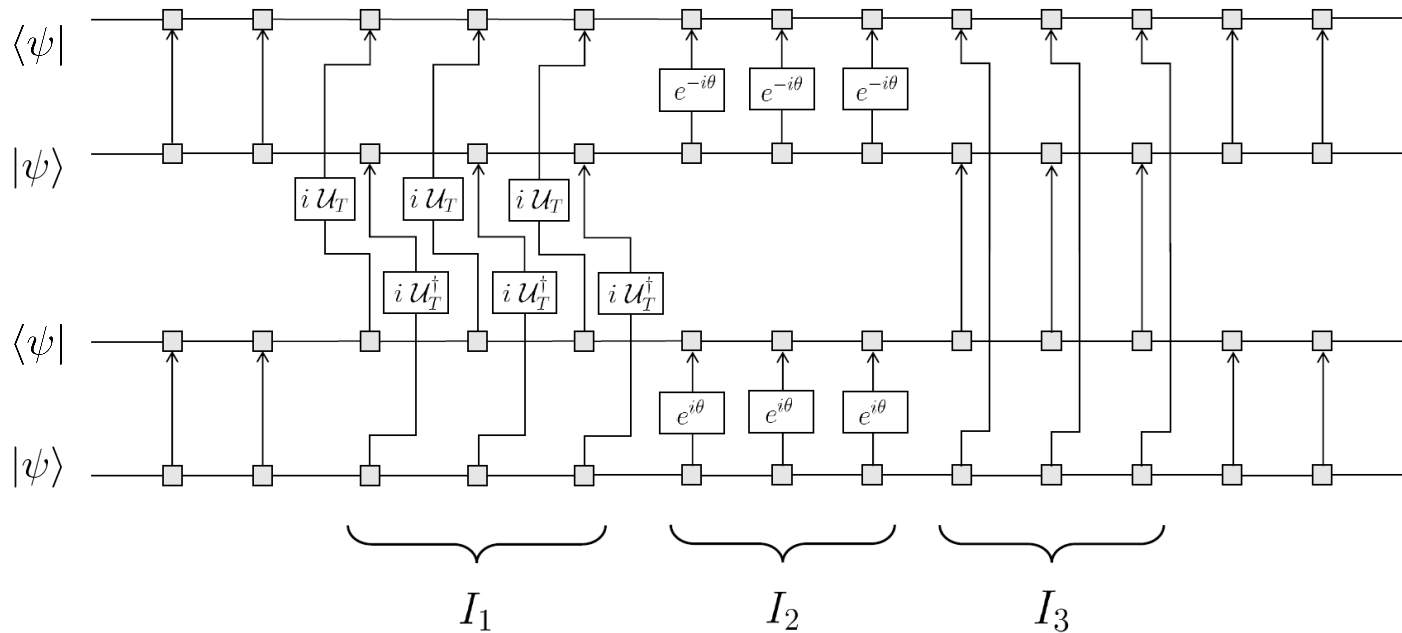 ⟨ψ|
e^{-iθ} e^{-iθ} e^{-iθ}
|ψ⟩
i 𝒰_T i 𝒰_T i 𝒰_T
i 𝒰_T^† i 𝒰_T^† i 𝒰_T^†
⟨ψ|
e^{iθ} e^{iθ} e^{iθ}
|ψ⟩
I_1 I_2 I_3